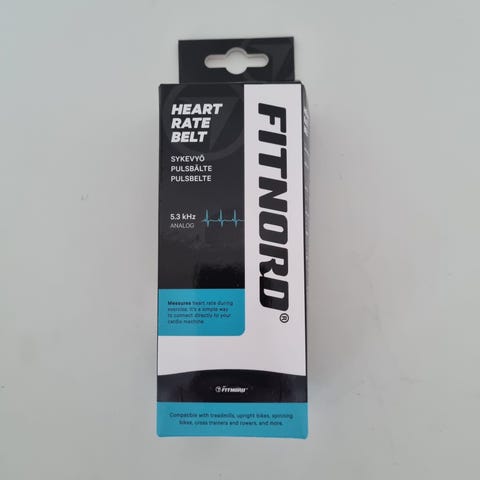 HEART
RATE
BELT
SYKEVYÖ
PULSBÄLTE
PULSBELTE
5.3 kHz
ANALOG
FITNORD®
Measures heart rate during
exercise. It's a simple way
to connect directly to your
cardio machine.
FITNORD
Compatible with treadmills, upright bikes, spinning
bikes, cross trainers and rowers, and more.